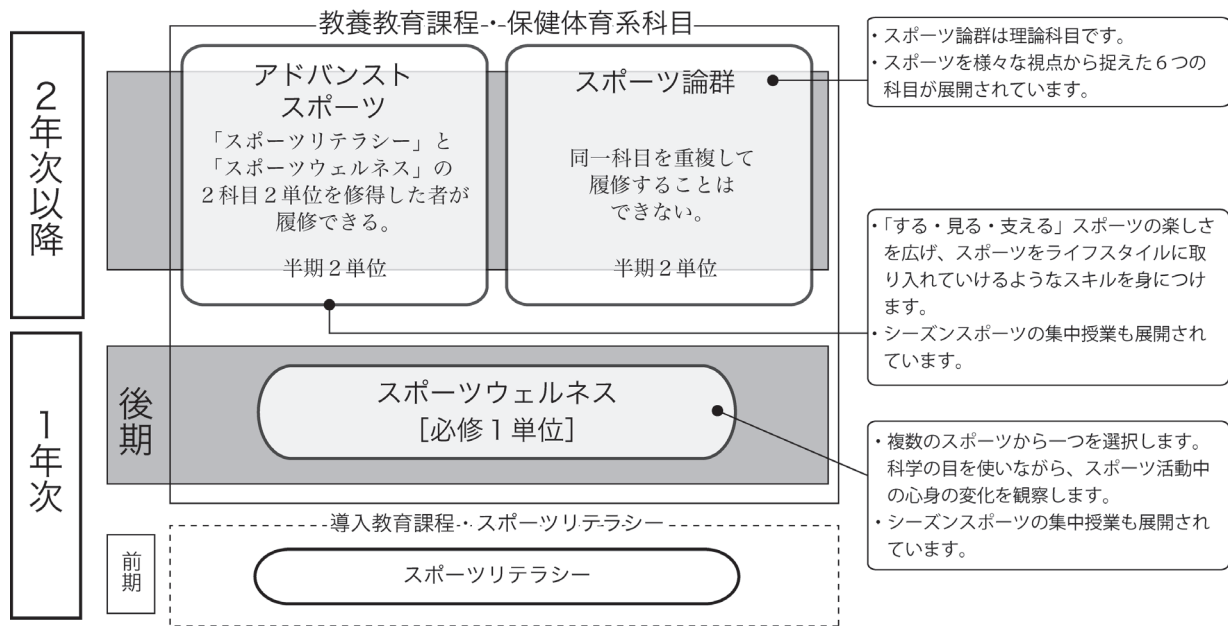 教養教育課程・保健体育系科目
2年次以降
アドバンスト
スポーツ
「スポーツリテラシー」と
「スポーツウェルネス」の
2科目2単位を修得した者が
履修できる。
半期2単位
スポーツ論群
同一科目を重複して
履修することは
できない。
半期2単位
・スポーツ論群は理論科目です。
・スポーツを様々な視点から捉えた6つの
科目が展開されています。
・「する・見る・支える」スポーツの楽しさ
を広げ、スポーツをライフスタイルに取
り入れていけるようなスキルを身につけ
ます。
・シーズンスポーツの集中授業も展開され
ています。
1年次
後期
スポーツウェルネス
［必修1単位］
・複数のスポーツから一つを選択します。
科学の目を使いながら、スポーツ活動中
の心身の変化を観察します。
・シーズンスポーツの集中授業も展開され
ています。
導入教育課程・スポーツリテラシー
前期
スポーツリテラシー